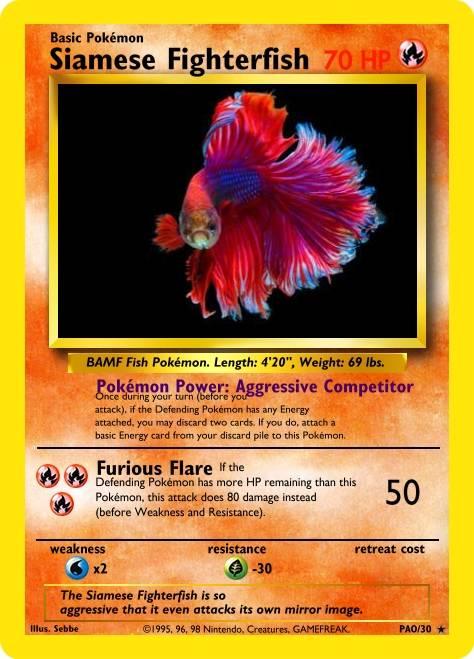 Basic Pokémon
Siamese Fighterfish 70 HP
BAMF Fish Pokémon. Length: 4'20", Weight: 69 lbs.
Pokémon Power: Aggressive Competitor
Once during your turn (before you
attack), if the Defending Pokémon has any Energy
attached, you may discard two cards. If you do, attach a
basic Energy card from your discard pile to this Pokémon.
Furious Flare If the
Defending Pokémon has more HP remaining than this
Pokémon, this attack does 80 damage instead
(before Weakness and Resistance).
50
weakness resistance retreat cost
x2 -30
The Siamese Fighterfish is so
aggressive that it even attacks its own mirror image.
Illus. Sebbe ©1995, 96, 98 Nintendo, Creatures, GAMEFREAK. PAO/30 ★